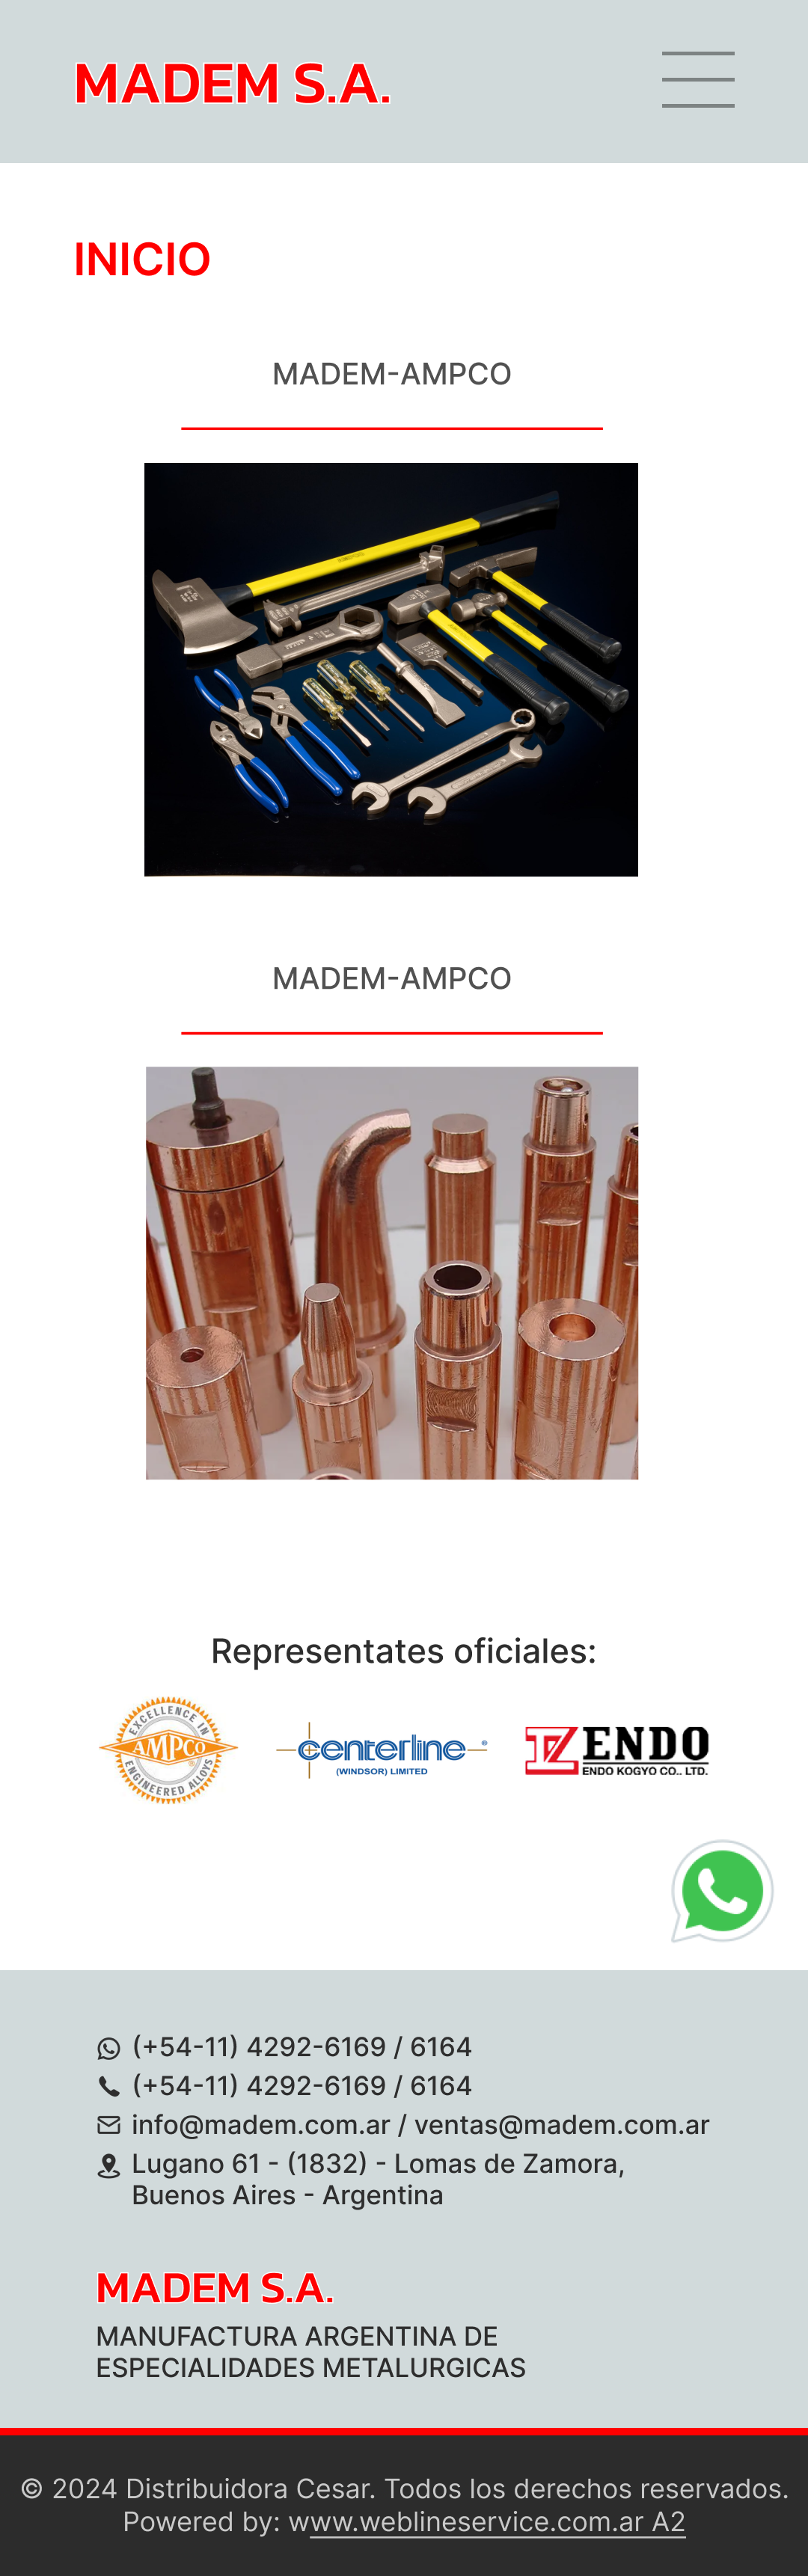 MADEM S.A.
INICIO
MADEM-AMPCO
MADEM-AMPCO
Representates oficiales:
EXCELLENCE IN
AMPCO
ENGINEERED ALLOYS
centerline ®
(WINDSOR) LIMITED
ENDO
ENDO KOGYO CO., LTD.
(+54-11) 4292-6169 / 6164
(+54-11) 4292-6169 / 6164
info@madem.com.ar / ventas@madem.com.ar
Lugano 61 - (1832) - Lomas de Zamora,
Buenos Aires - Argentina
MADEM S.A.
MANUFACTURA ARGENTINA DE
ESPECIALIDADES METALURGICAS
© 2024 Distribuidora Cesar. Todos los derechos reservados.
Powered by: www.weblineservice.com.ar A2